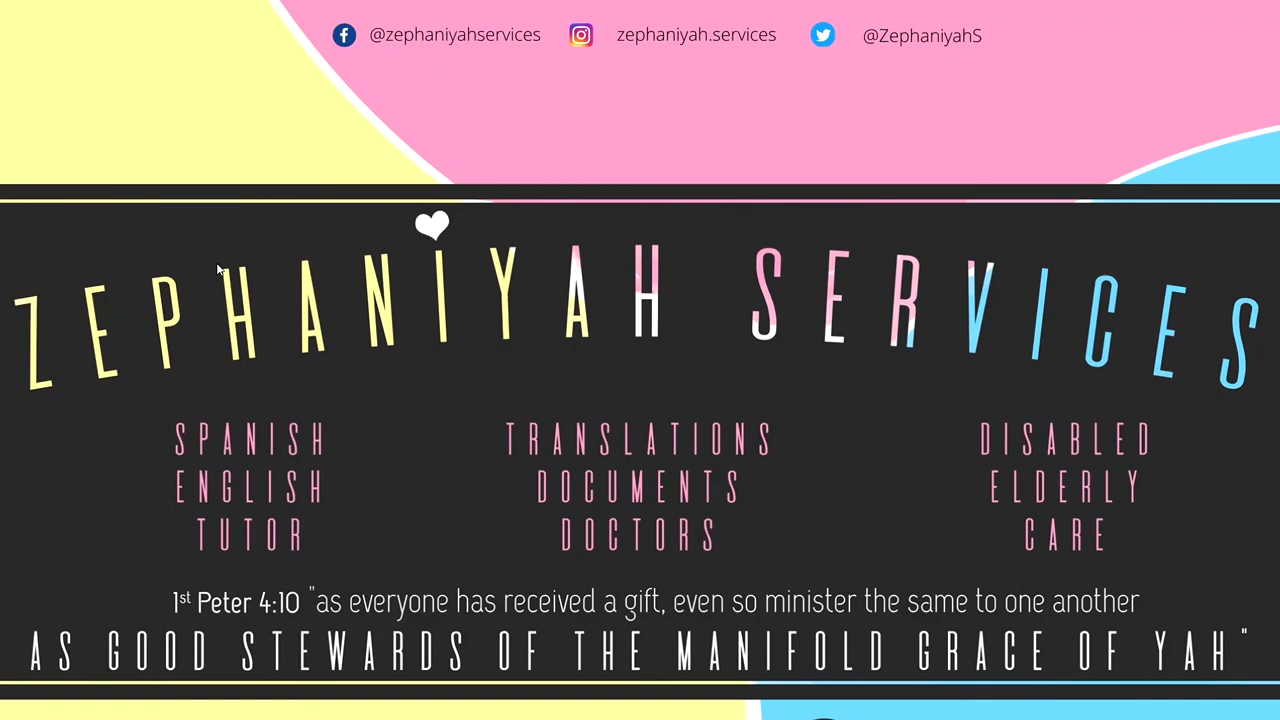 @zephaniyahservices zephaniyah.services @ZephaniyahS
ZEPHANIYAH SERVICES
SPANISH
ENGLISH
TUTOR
TRANSLATIONS
DOCUMENTS
DOCTORS
DISABLED
ELDERLY
CARE
1st Peter 4:10 "as everyone has received a gift, even so minister the same to one another
AS GOOD STEWARDS OF THE MANIFOLD GRACE OF YAH"